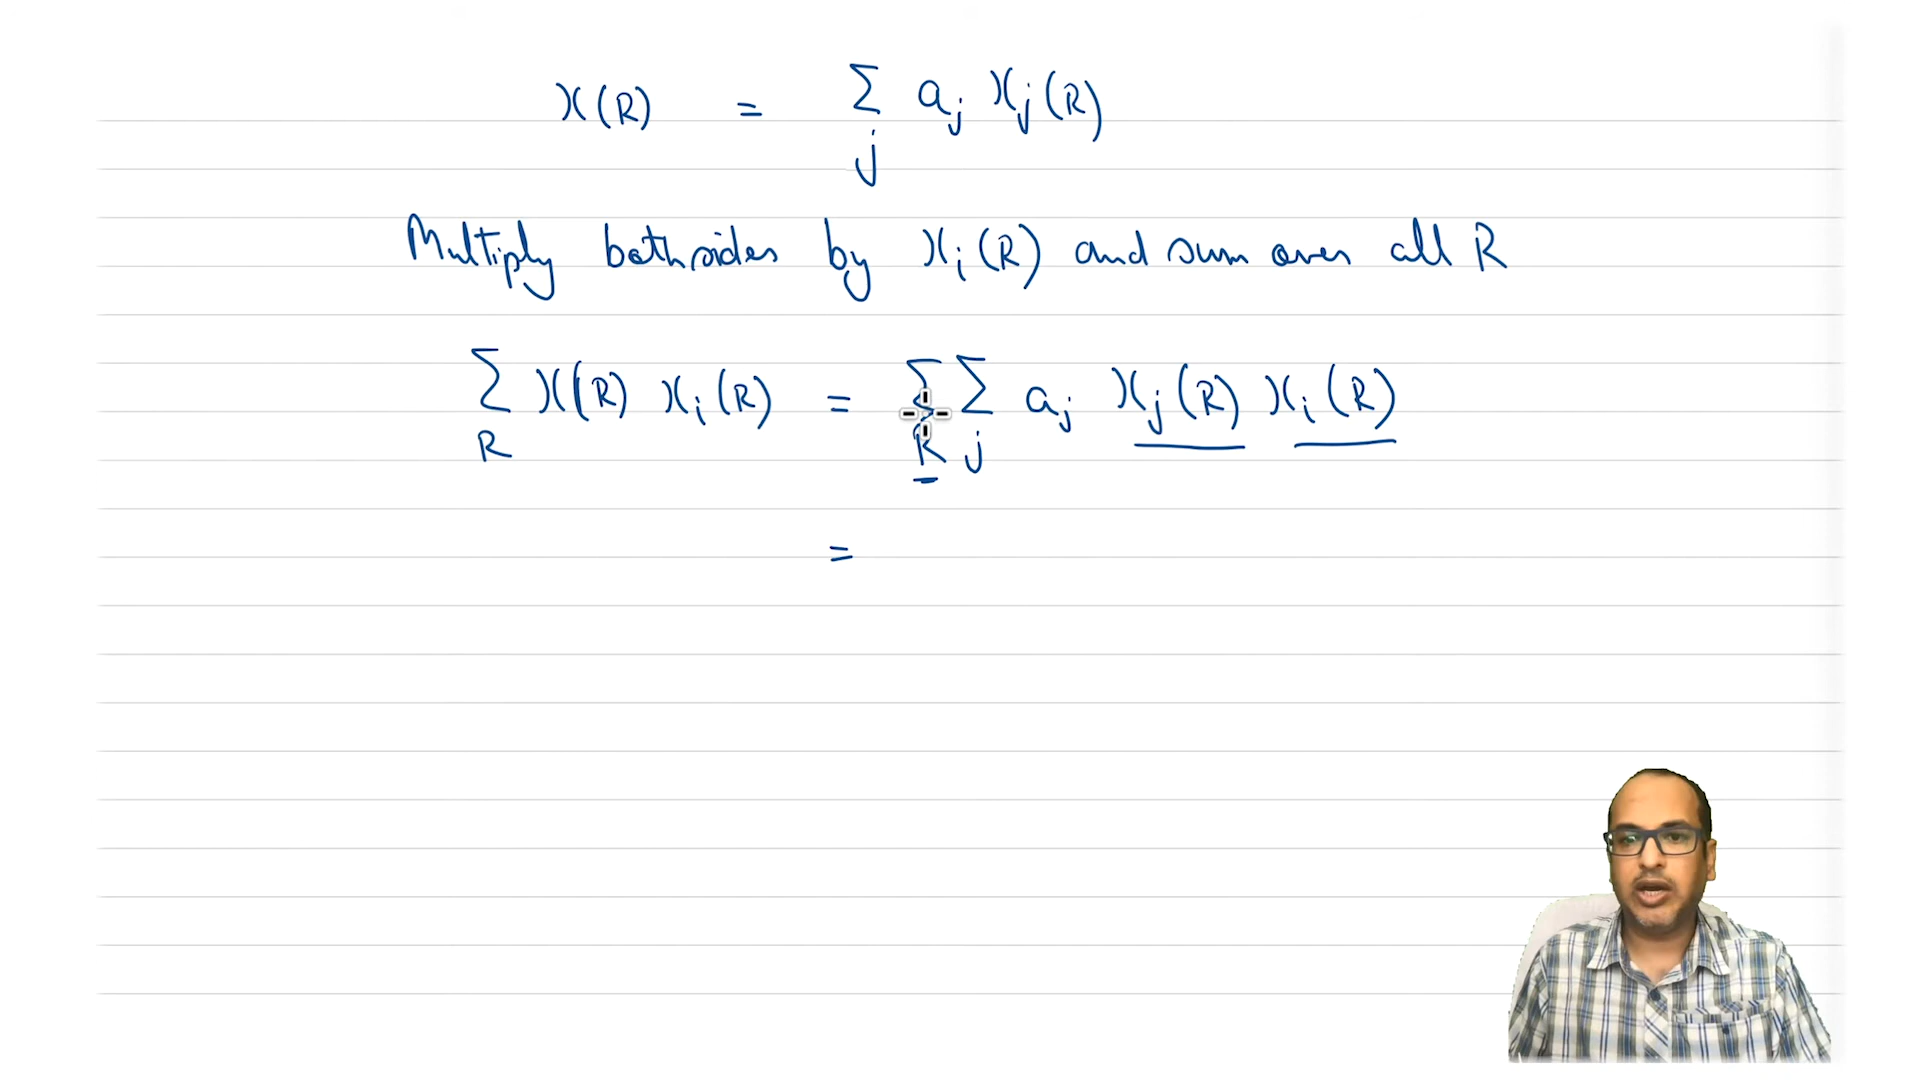 χ(R) = Σ_j a_j χ_j(R)
Multiply both sides by χ_i(R) and sum over all R
Σ_R χ(R) χ_i(R) = Σ_R Σ_j a_j χ_j(R) χ_i(R)
=